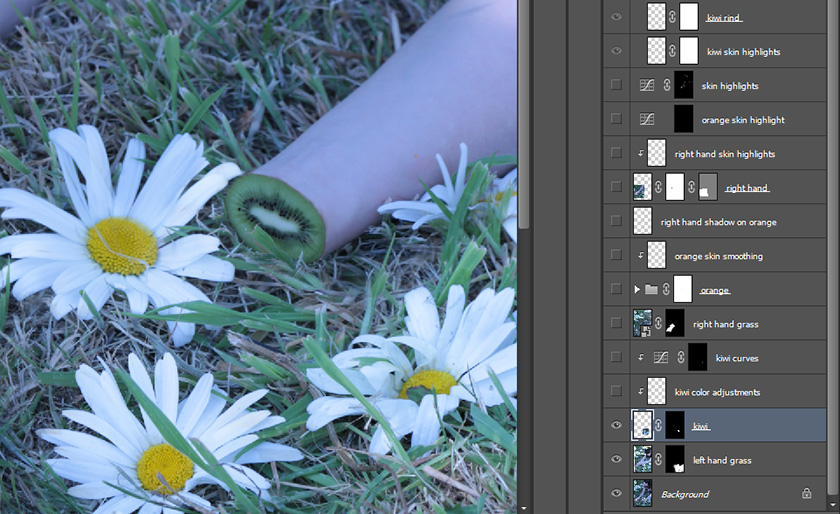 kiwi rind
kiwi skin highlights
skin highlights
orange skin highlight
right hand skin highlights
right hand
right hand shadow on orange
orange skin smoothing
orange
right hand grass
kiwi curves
kiwi color adjustments
kiwi
left hand grass
Background